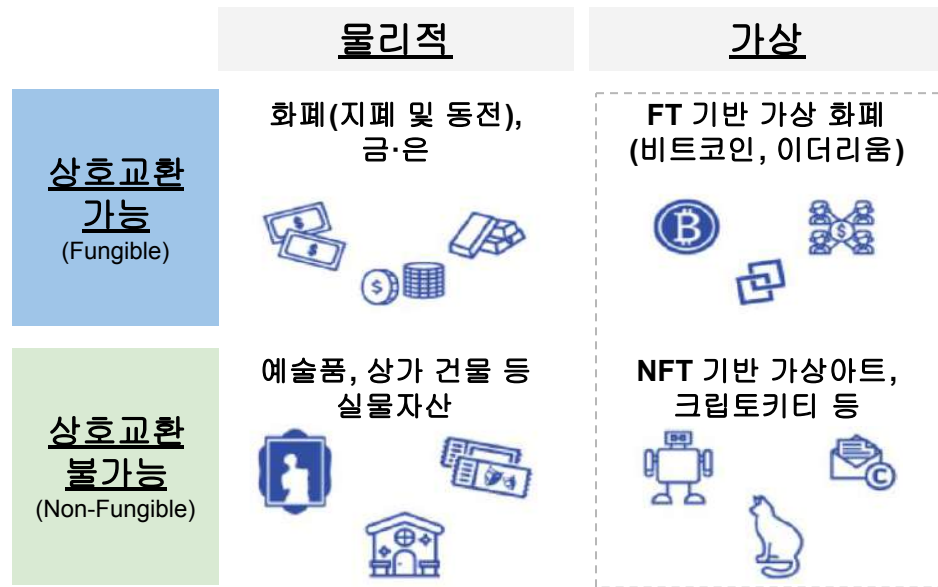 물리적
가상
상호교환
가능
(Fungible)
화폐(지폐 및 동전),
금·은
FT 기반 가상 화폐
(비트코인, 이더리움)
상호교환
불가능
(Non-Fungible)
예술품, 상가 건물 등
실물자산
NFT 기반 가상아트,
크립토키티 등